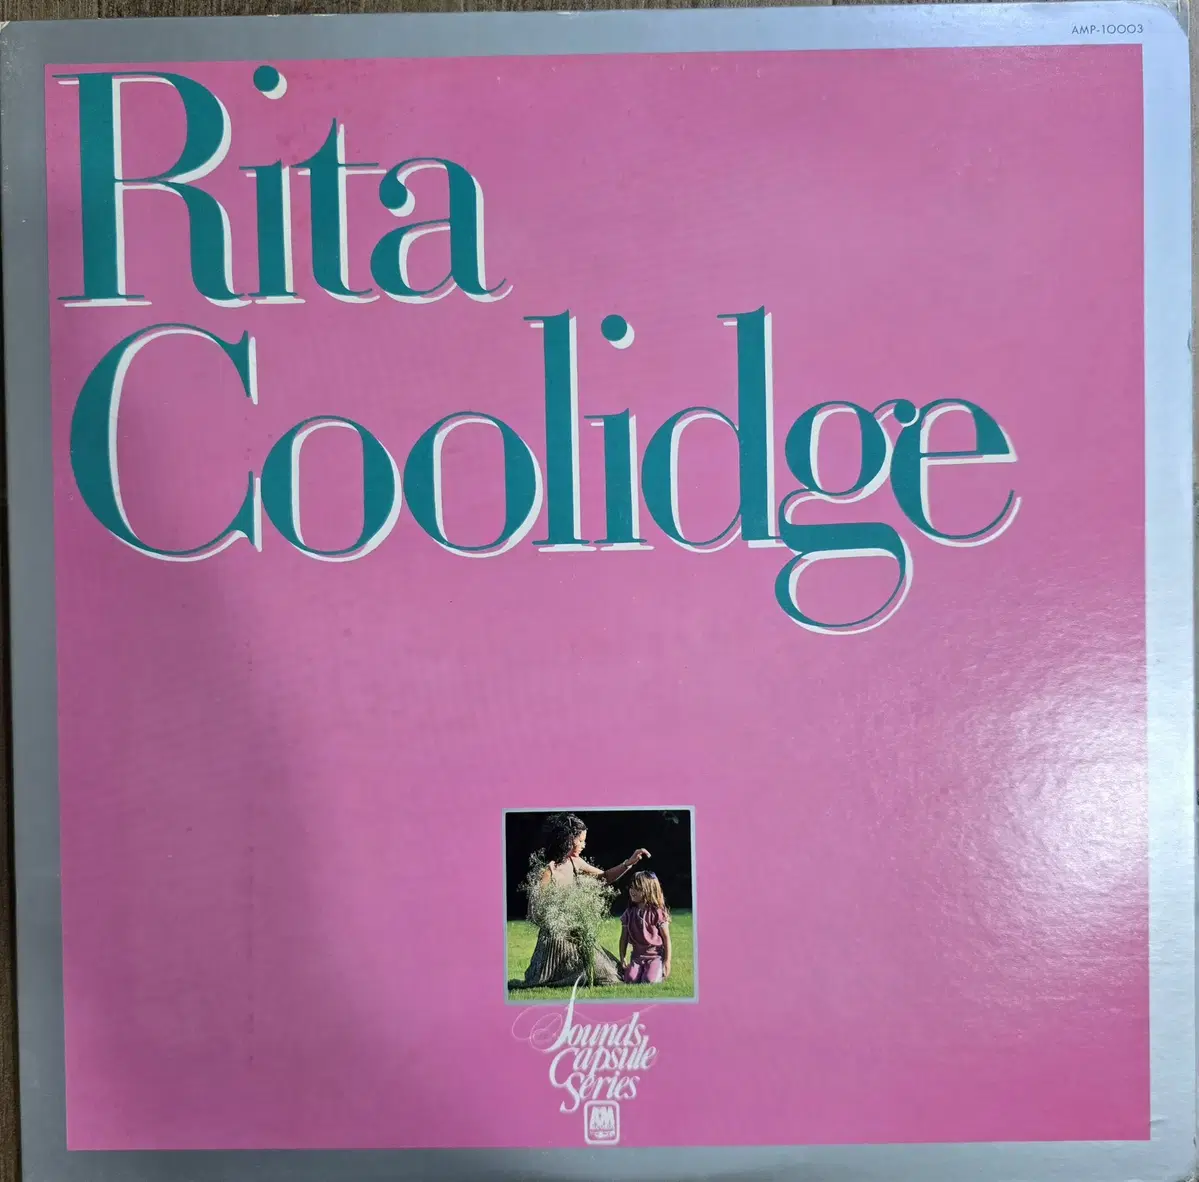 AMP-10003
Rita
Coolidge
Sounds
Capsule
Series
A&M